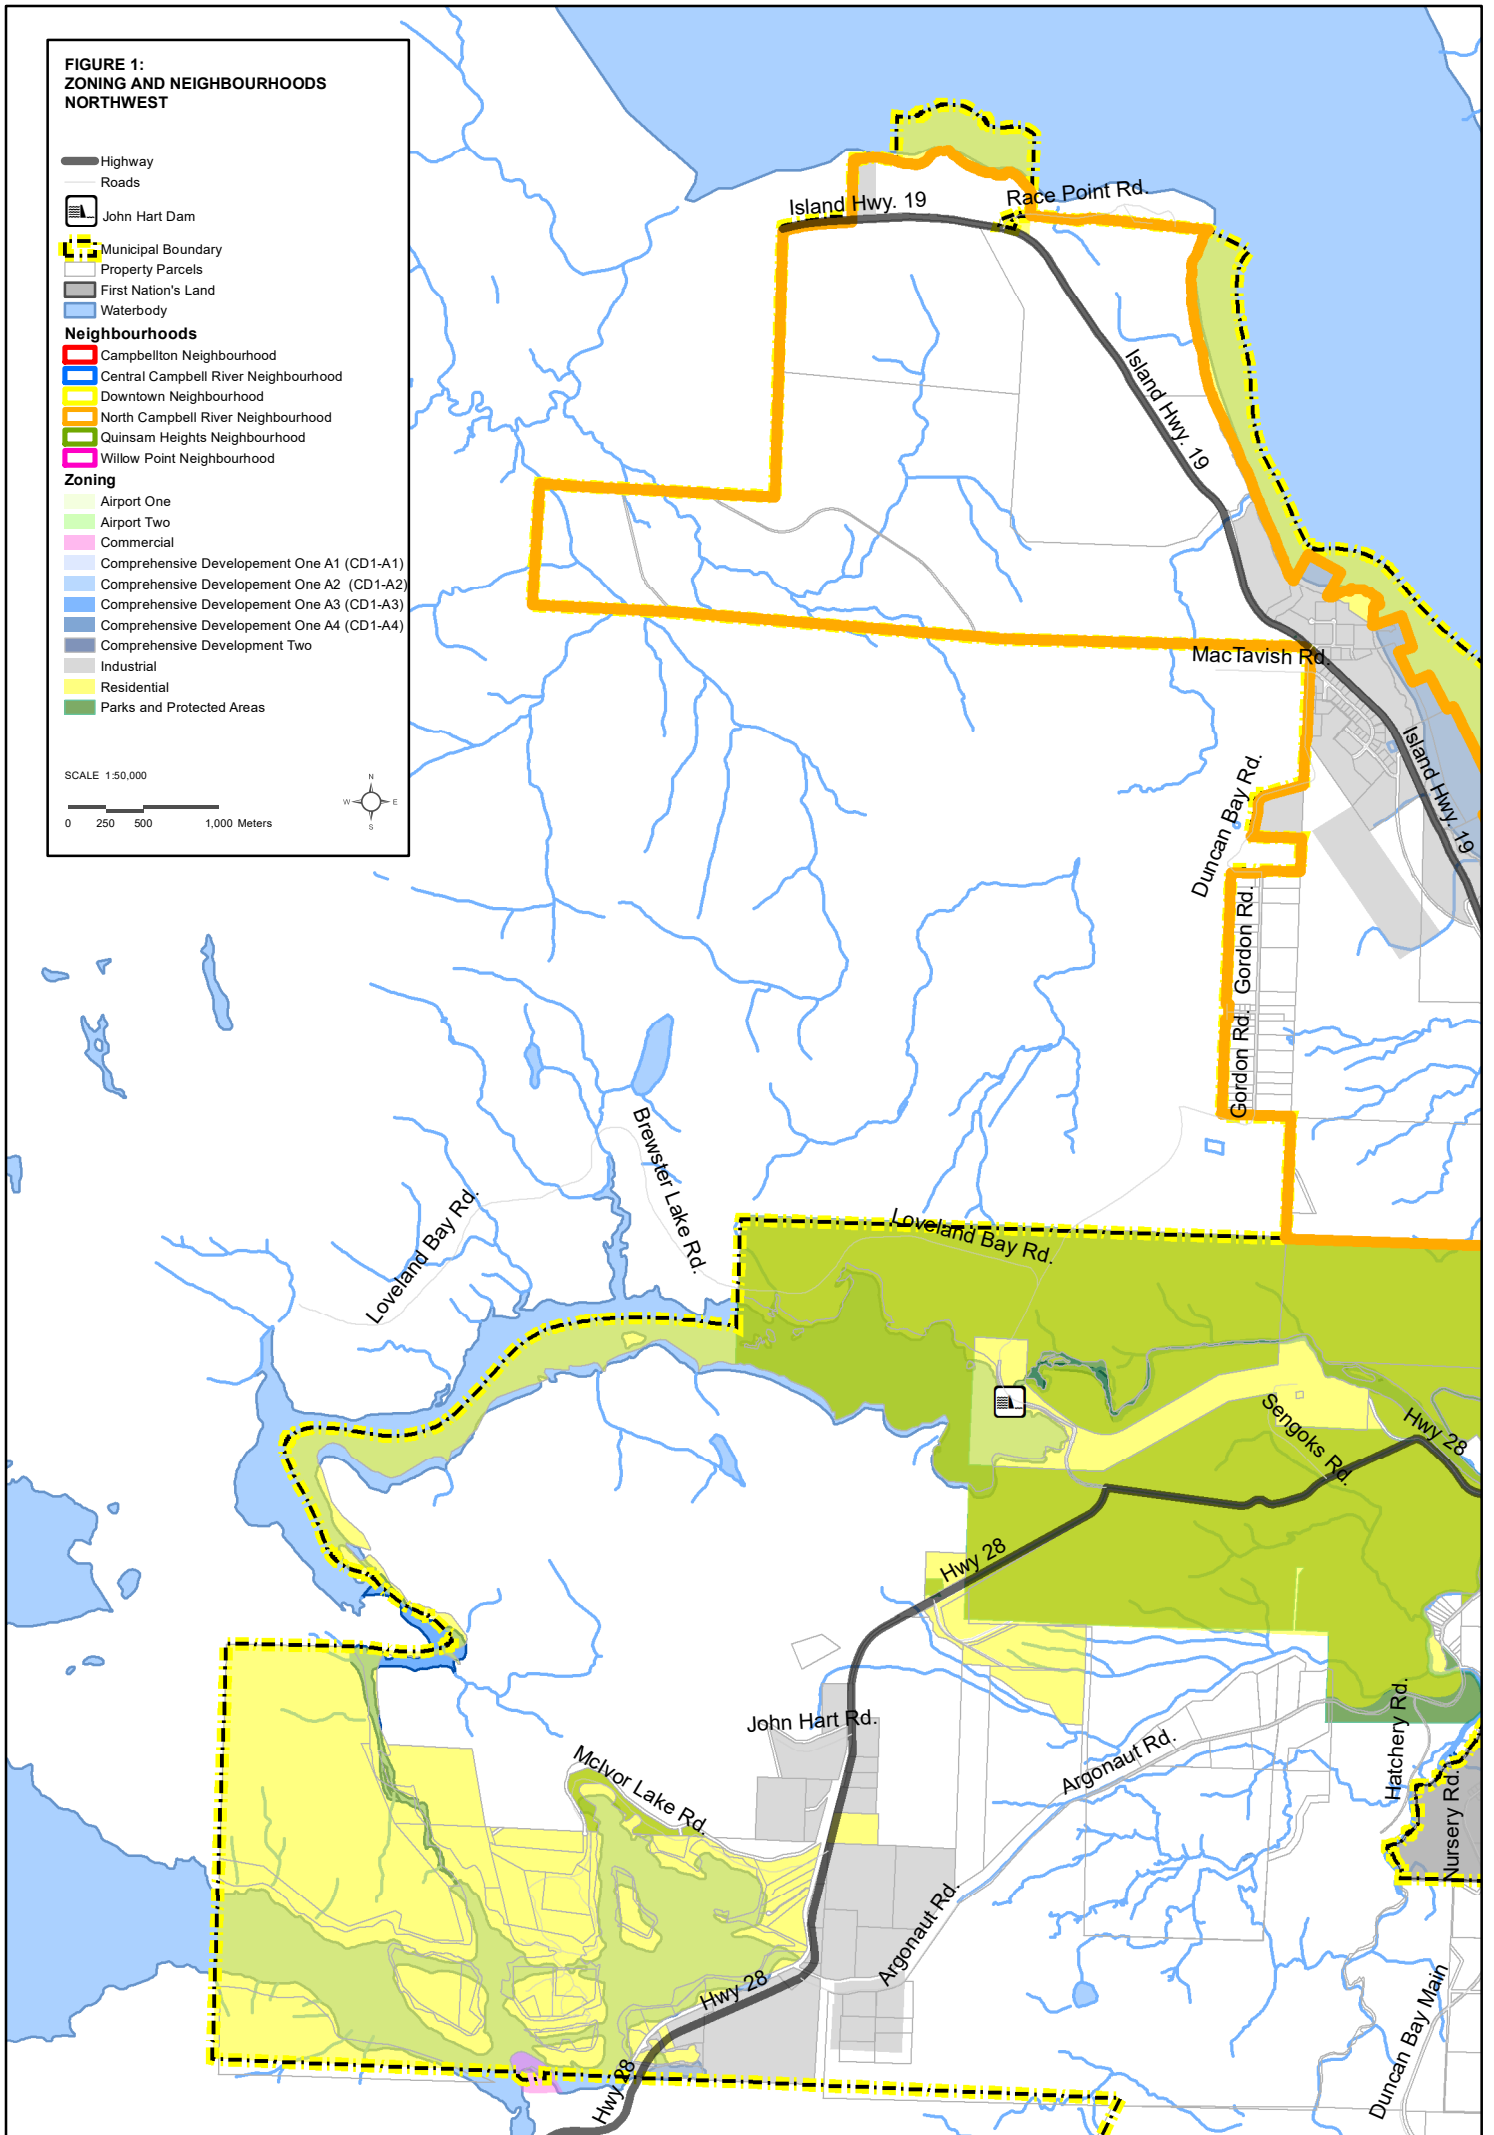 FIGURE 1:
ZONING AND NEIGHBOURHOODS
NORTHWEST
Highway
Roads
John Hart Dam
Municipal Boundary
Property Parcels
First Nation's Land
Waterbody
Neighbourhoods
Campbellton Neighbourhood
Central Campbell River Neighbourhood
Downtown Neighbourhood
North Campbell River Neighbourhood
Quinsam Heights Neighbourhood
Willow Point Neighbourhood
Zoning
Airport One
Airport Two
Commercial
Comprehensive Developement One A1 (CD1-A1)
Comprehensive Developement One A2 (CD1-A2)
Comprehensive Developement One A3 (CD1-A3)
Comprehensive Developement One A4 (CD1-A4)
Comprehensive Development Two
Industrial
Residential
Parks and Protected Areas
SCALE 1:50,000
0 250 500 1,000 Meters
N
W E
S
Island Hwy. 19
Race Point Rd.
Island Hwy. 19
MacTavish Rd.
Island Hwy. 19
Duncan Bay Rd.
Gordon Rd.
Gordon Rd.
Brewster Lake Rd.
Loveland Bay Rd.
Loveland Bay Rd.
Sengoks Rd.
Hwy 28
Hwy 28
John Hart Rd.
McIvor Lake Rd.
Argonaut Rd.
Hatchery Rd.
Nursery Rd.
Argonaut Rd.
Hwy 28
Duncan Bay Main
Hwy 28